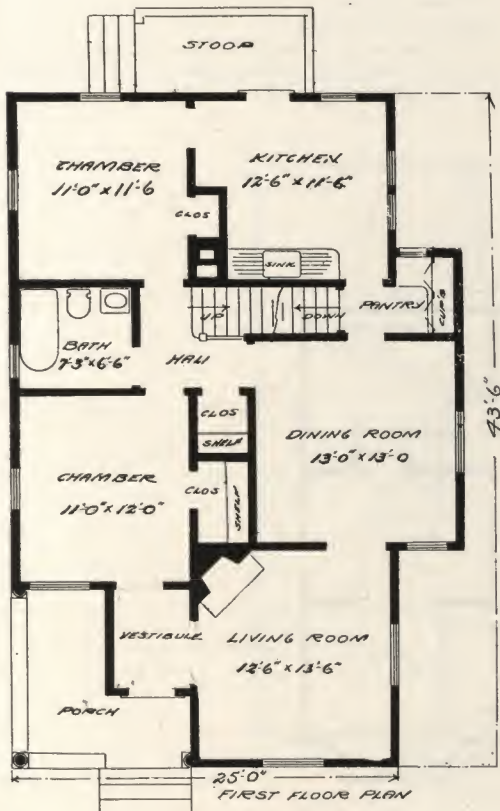 STOOP
CHAMBER
11'-0" x 11'-6
KITCHEN
12'-6" x 11'-6"
CLOS
SINK
UP
DOWN
PANTRY
CUP'S
BATH
7'-3" x 6'-6"
HALL
CLOS
SHELF
DINING ROOM
13'-0" x 13'-0
43'-6"
CHAMBER
11'-0" x 12'-0"
CLOS
SHELF
VESTIBULE
LIVING ROOM
12'-6" x 13'-6"
PORCH
25'-0"
FIRST FLOOR PLAN